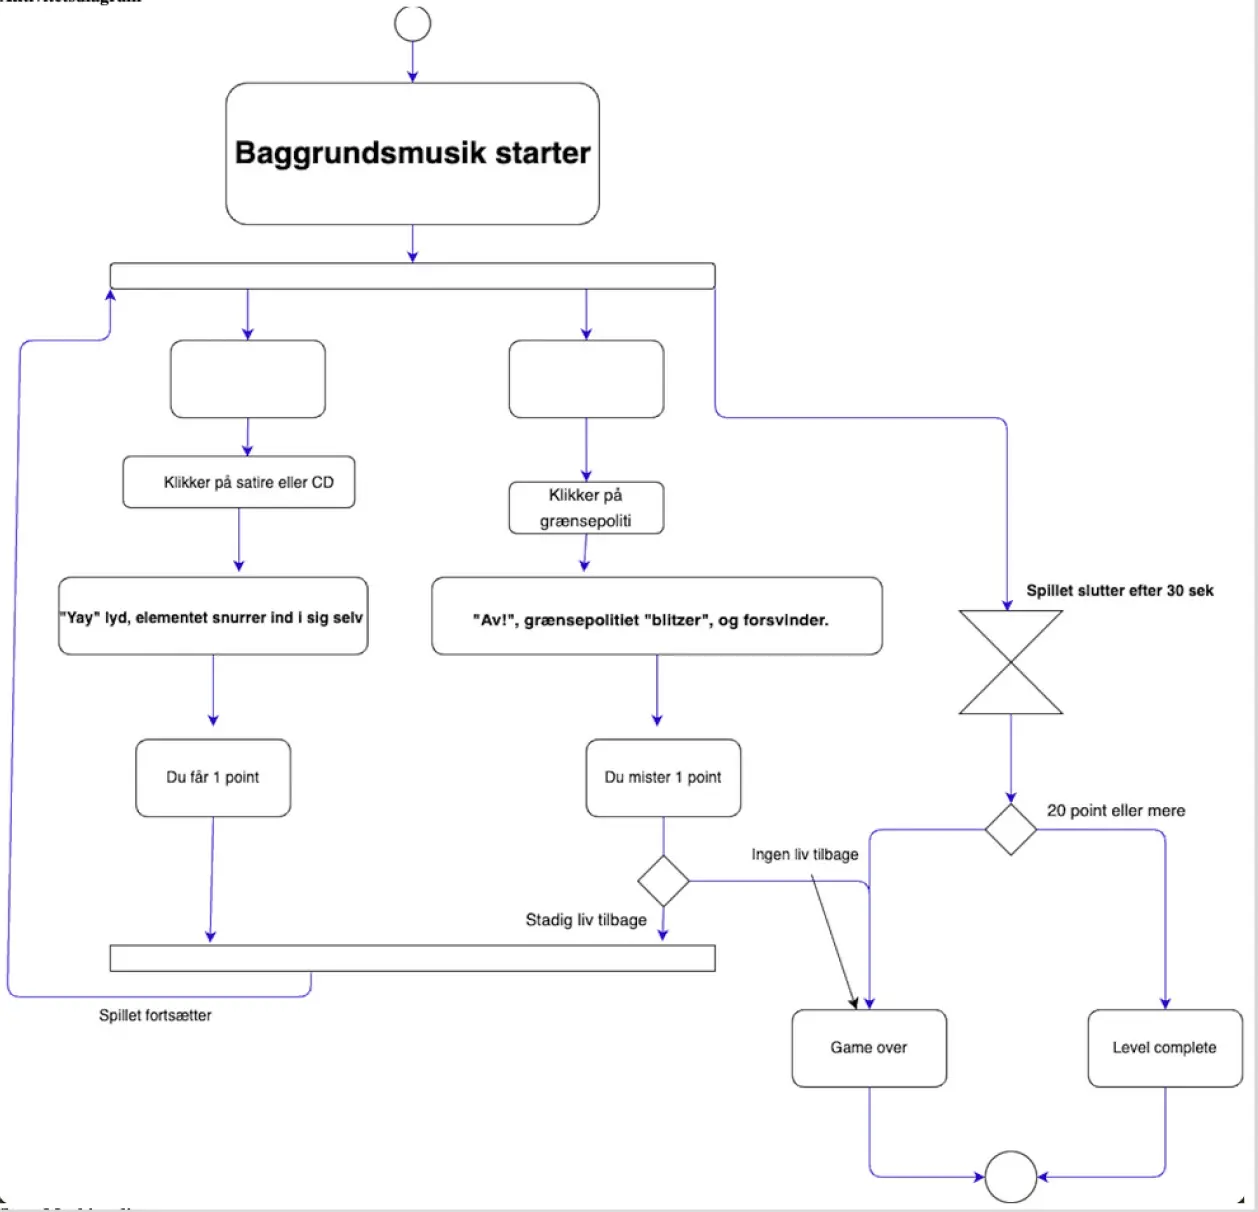 Baggrundsmusik starter
Klikker på satire eller CD
Klikker på
grænsepoliti
"Yay" lyd, elementet snurrer ind i sig selv
"Av!", grænsepolitiet "blitzer", og forsvinder.
Spillet slutter efter 30 sek
Du får 1 point
Du mister 1 point
20 point eller mere
Ingen liv tilbage
Stadig liv tilbage
Spillet fortsætter
Game over
Level complete